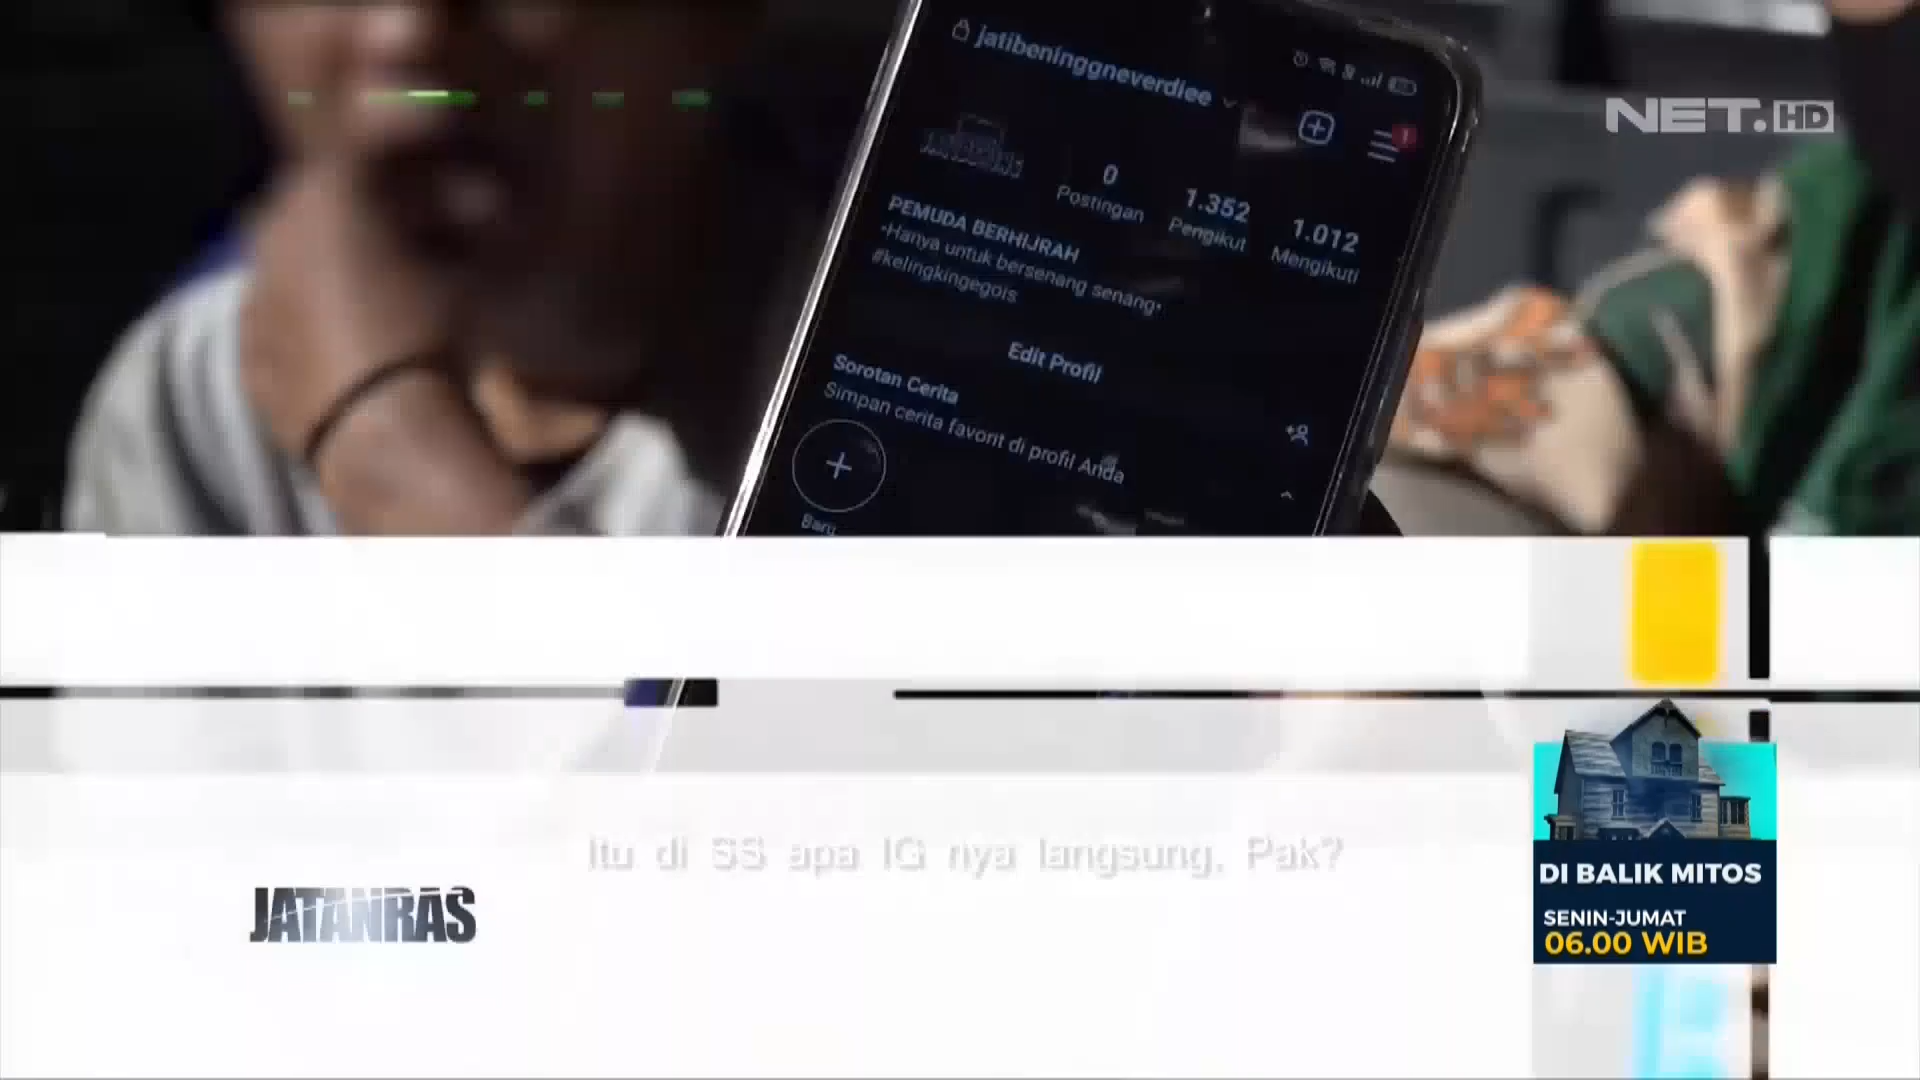 jatibeninggneverdiee
NET. HD
0
Postingan
1.352
Pengikut
1.012
Mengikuti
PEMUDA BERHIJRAH
•Hanya untuk bersenang senang•
#kelingkingegois
Edit Profil
Sorotan Cerita
Simpan cerita favorit di profil Anda
Baru
Itu di SS apa IG nya langsung, Pak?
JATANRAS
DI BALIK MITOS
SENIN-JUMAT
06.00 WIB